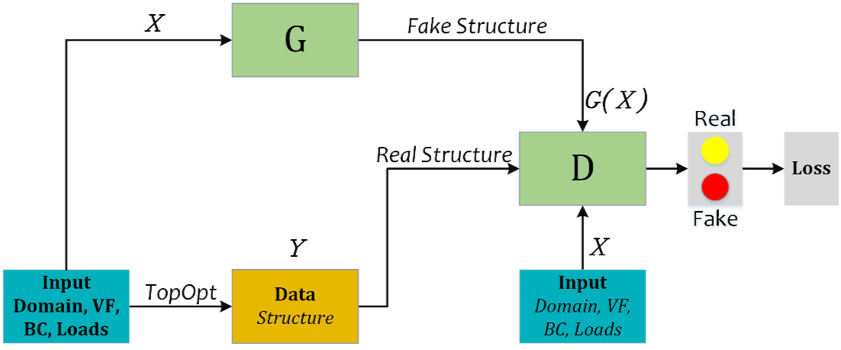 X
G
Fake Structure
G(X)
Real
Real Structure
D
Loss
Fake
Y
X
Input
Domain, VF,
BC, Loads
TopOpt
Data
Structure
Input
Domain, VF,
BC, Loads